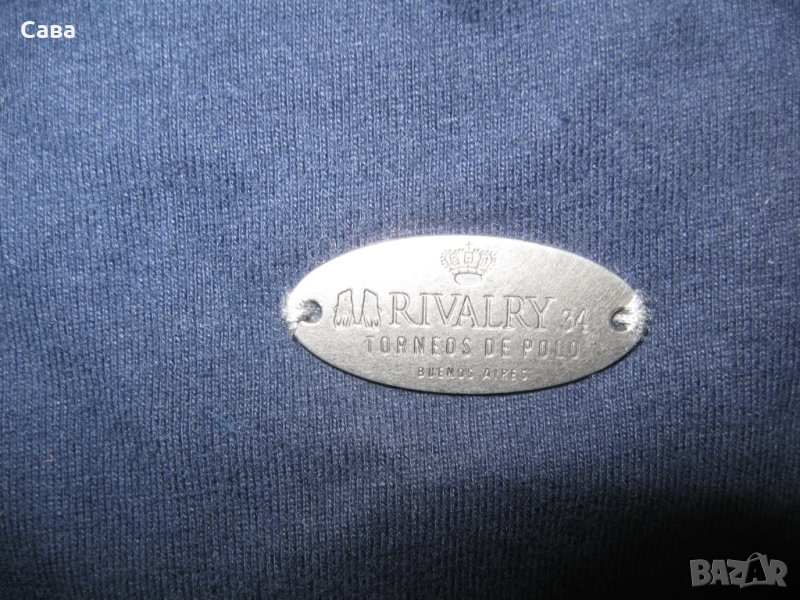 Сава
RIVALRY 34
TORNEOS DE POLO
BUENOS AIRES
BAZAR